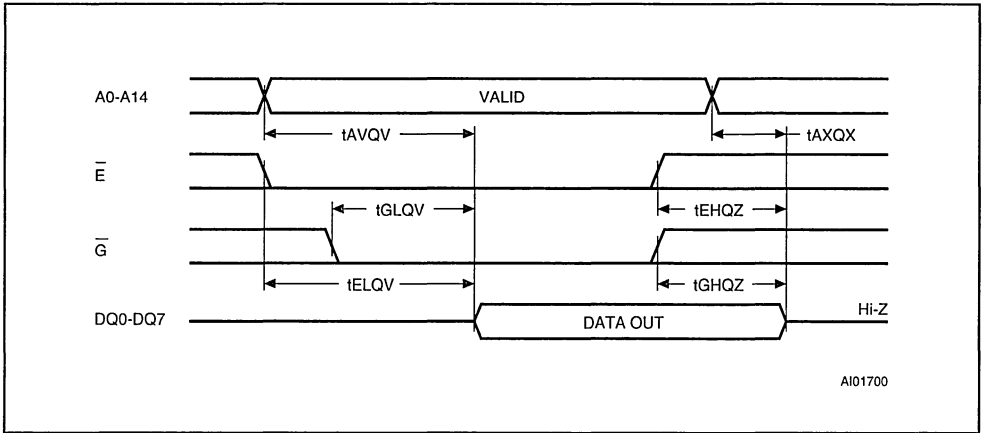 A0-A14
VALID
tAVQV
tAXQX
E
tEHQZ
tGLQV
G
tELQV
tGHQZ
DQ0-DQ7
DATA OUT
Hi-Z
AI01700